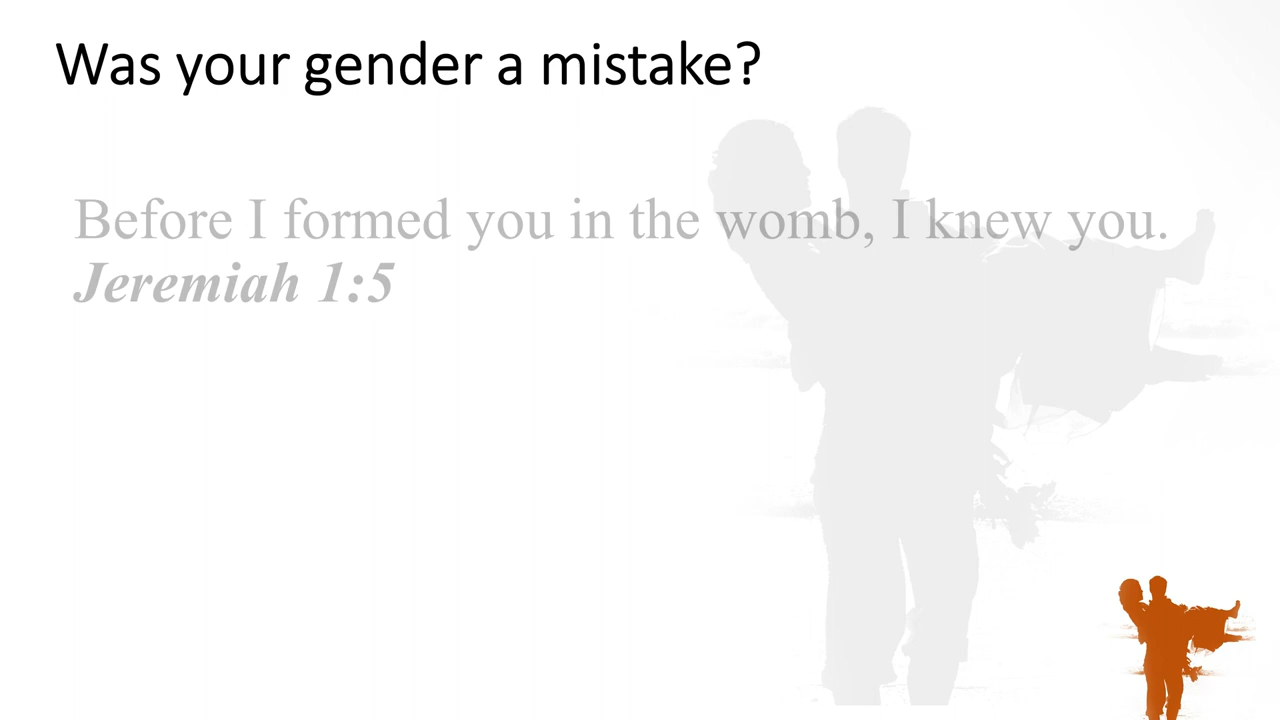 Was your gender a mistake?
Before I formed you in the womb, I knew you.
Jeremiah 1:5